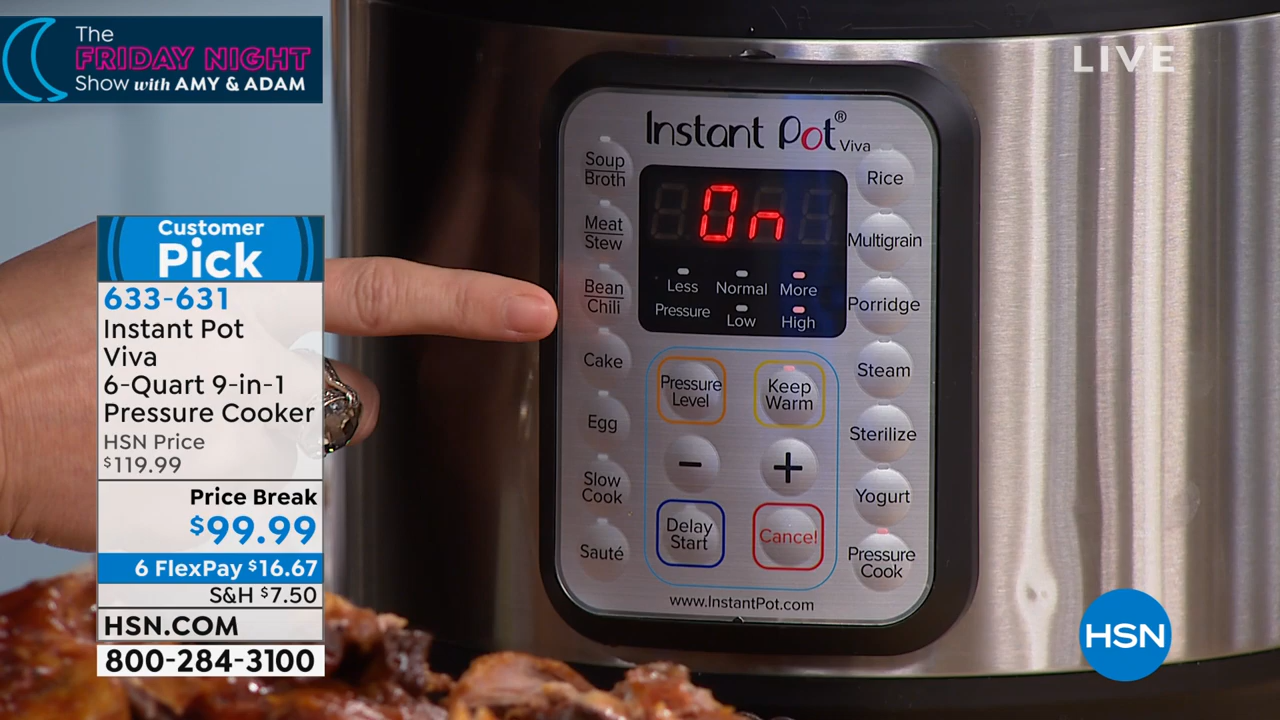 The
FRIDAY NIGHT
Show with AMY & ADAM
LIVE
Customer
Pick
633-631
Instant Pot
Viva
6-Quart 9-in-1
Pressure Cooker
HSN Price
$119.99
Price Break
$99.99
6 FlexPay $16.67
S&H $7.50
HSN.COM
800-284-3100
Instant Pot® Viva
On
Less Normal More
Pressure Low High
Soup
Broth
Meat
Stew
Bean
Chili
Cake
Egg
Slow
Cook
Sauté
Pressure
Level
Keep
Warm
− +
Delay
Start
Cancel
Rice
Multigrain
Porridge
Steam
Sterilize
Yogurt
Pressure
Cook
www.InstantPot.com
HSN